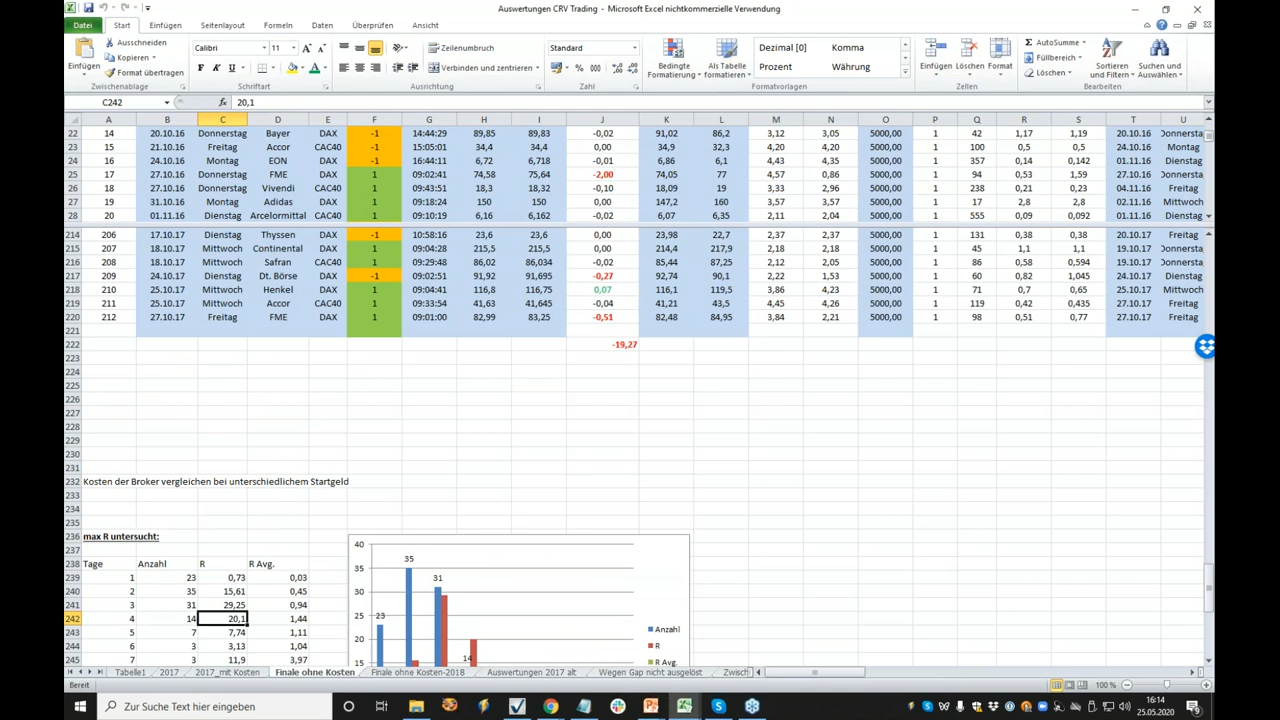 Auswertungen CRV Trading - Microsoft Excel nichtkommerzielle Verwendung
Datei Start Einfügen Seitenlayout Formeln Daten Überprüfen Ansicht
Einfügen Ausschneiden Kopieren Format übertragen Zwischenablage
Calibri 11 F K U Schriftart
Zeilenumbruch Verbinden und zentrieren Ausrichtung
Standard % 000 Zahl
Bedingte Formatierung Als Tabelle formatieren Dezimal [0] Komma Prozent Währung Formatvorlagen
Einfügen Löschen Format Zellen
AutoSumme Füllbereich Löschen Sortieren und Filtern Suchen und Auswählen Bearbeiten
C242 fx 20,1
A B C D E F G H I J K L M N O P Q R S T U
22 14 20.10.16 Donnerstag Bayer DAX -1 14:44:29 89,85 89,83 -0,02 91,02 86,2 3,12 3,05 5000,00 1 42 1,17 1,19 20.10.16 Donnersta
23 15 21.10.16 Freitag Accor CAC40 -1 15:05:01 34,4 34,4 0,00 34,9 32,3 4,20 4,20 5000,00 1 100 0,5 0,5 24.10.16 Montag
24 16 24.10.16 Montag EON DAX -1 16:44:11 6,72 6,718 -0,01 6,86 6,1 4,43 4,35 5000,00 1 357 0,14 0,142 01.11.16 Dienstag
25 17 27.10.16 Donnerstag FME DAX 1 09:02:41 74,58 75,64 -2,00 74,05 77 4,57 0,86 5000,00 1 94 0,53 1,59 27.10.16 Donnersta
26 18 27.10.16 Donnerstag Vivendi CAC40 1 09:43:51 18,3 18,32 -0,10 18,09 19 3,33 2,96 5000,00 1 238 0,21 0,23 04.11.16 Freitag
27 19 31.10.16 Montag Adidas DAX 1 09:18:24 150 150 0,00 147,2 160 3,57 3,57 5000,00 1 17 2,8 2,8 02.11.16 Mittwoch
28 20 01.11.16 Dienstag Arcelormittal CAC40 1 09:10:19 6,16 6,162 -0,02 6,07 6,35 2,11 2,04 5000,00 1 555 0,09 0,092 01.11.16 Dienstag
214 206 17.10.17 Dienstag Thyssen DAX -1 10:58:16 23,6 23,6 0,00 23,98 22,7 2,37 2,37 5000,00 1 131 0,38 0,38 20.10.17 Freitag
215 207 18.10.17 Mittwoch Continental DAX 1 09:04:28 215,5 215,5 0,00 214,4 217,9 2,18 2,18 5000,00 1 45 1,1 1,1 19.10.17 Donnersta
216 208 18.10.17 Mittwoch Safran CAC40 1 09:29:48 86,02 86,034 -0,02 85,44 87,25 2,12 2,05 5000,00 1 86 0,58 0,594 19.10.17 Donnersta
217 209 24.10.17 Dienstag Dt. Börse DAX -1 09:02:51 91,92 91,695 -0,27 92,74 90,1 2,22 1,53 5000,00 1 60 0,82 1,045 24.10.17 Dienstag
218 210 25.10.17 Mittwoch Henkel DAX 1 09:04:41 116,8 116,75 0,07 116,1 119,5 3,86 4,23 5000,00 1 71 0,7 0,65 25.10.17 Mittwoch
219 211 25.10.17 Mittwoch Accor CAC40 1 09:33:54 41,63 41,645 -0,04 41,21 43,5 4,45 4,26 5000,00 1 119 0,42 0,435 27.10.17 Freitag
220 212 27.10.17 Freitag FME DAX 1 09:01:00 82,99 83,25 -0,51 82,48 84,95 3,84 2,21 5000,00 1 98 0,51 0,77 27.10.17 Freitag
221
222 -19,27
223
224
225
226
227
228
229
230
231
232 Kosten der Broker vergleichen bei unterschiedlichem Startgeld
233
234
235
236 max R untersucht:
237
238 Tage Anzahl R R Avg.
239 1 23 0,73 0,03
240 2 35 15,61 0,45
241 3 31 29,25 0,94
242 4 14 20,1 1,44
243 5 7 7,74 1,11
244 6 3 3,13 1,04
245 7 3 11,9 3,97
40
35
30
25
20
15
23 35 31 14
Anzahl
R
R Avg.
Tabelle1 2017 2017_mit Kosten Finale ohne Kosten Finale ohne Kosten-2018 Auswertungen 2017 alt Wegen Gap nicht ausgelöst Zwisch
Bereit 100 %
Zur Suche Text hier eingeben
16:14
25.05.2020